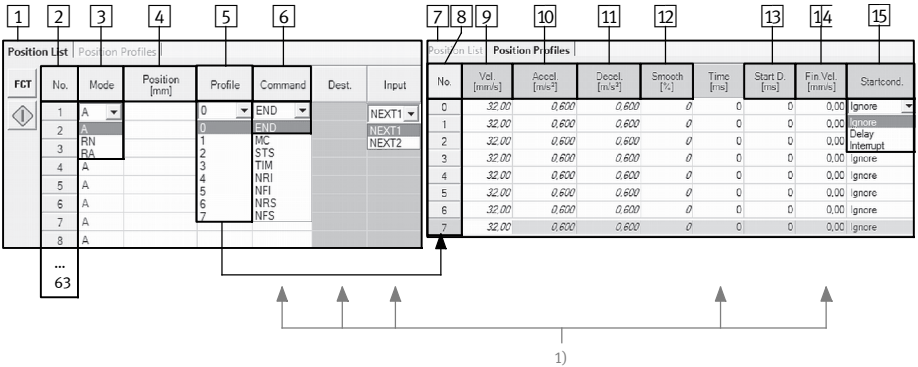 1 2 3 4 5 6 7 8 9 10 11 12 13 14 15
Position List Position Profiles
FCT No. Mode Position [mm] Profile Command Dest. Input
1 A 0 END NEXT1
2 A 0 END NEXT1
3 RN 1 MC NEXT2
RA 2 STS
4 A 3 TIM
5 A 4 NRI
6 A 5 NFI
7 A 6 NRS
8 A 7 NFS
...
63
Position List Position Profiles
No. Vel. [mm/s] Accel. [m/s²] Decel. [m/s²] Smooth [%] Time [ms] Start D. [ms] Fin.Vel. [mm/s] Startcond.
0 32,00 0,600 0,600 0 0 0 0,00 Ignore
1 32,00 0,600 0,600 0 0 0 0,00 Ignore
Delay
2 32,00 0,600 0,600 0 0 0 0,00 Interrupt
3 32,00 0,600 0,600 0 0 0 0,00 Ignore
4 32,00 0,600 0,600 0 0 0 0,00 Ignore
5 32,00 0,600 0,600 0 0 0 0,00 Ignore
6 32,00 0,600 0,600 0 0 0 0,00 Ignore
7 32,00 0,600 0,600 0 0 0 0,00 Ignore
1)